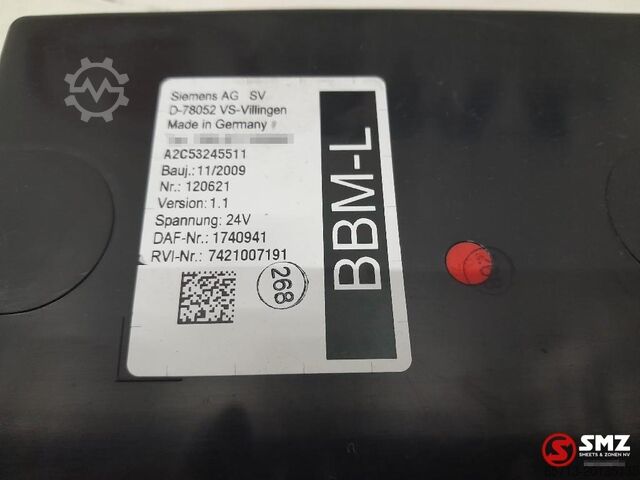 Siemens AG SV
D-78052 VS-Villingen
Made in Germany
A2C53245511
Bauj.: 11/2009
Nr.: 120621
Version: 1.1
Spannung: 24V
DAF-Nr.: 1740941
RVI-Nr.: 7421007191
268
BBM-L
SMZ
SMEETS & ZONEN NV